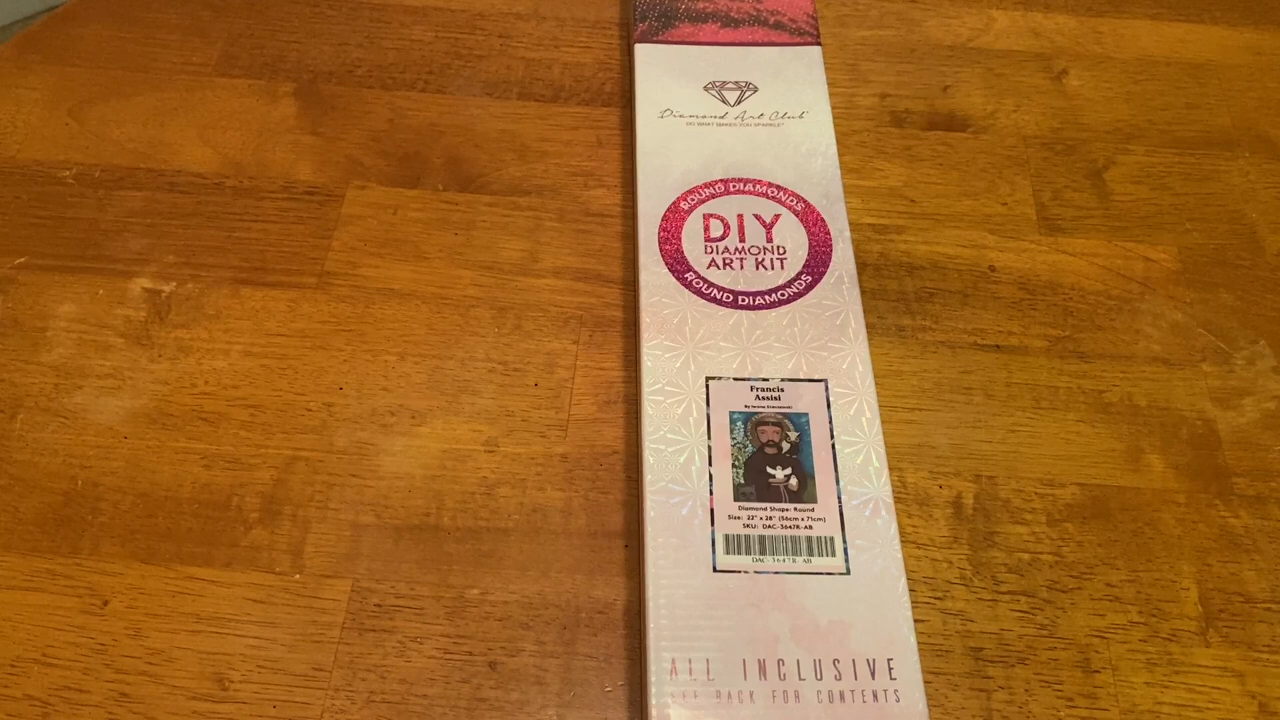 Diamond Art Club
DO WHAT MAKES YOU SPARKLE
ROUND DIAMONDS
DIY
DIAMOND
ART KIT
ROUND DIAMONDS
Francis
Assisi
Diamond Shape: Round
Size: 22" x 28" (56cm x 71cm)
SKU: DAC-3647R-AB
DAC-3647R-AB
ALL INCLUSIVE
SEE BACK FOR CONTENTS